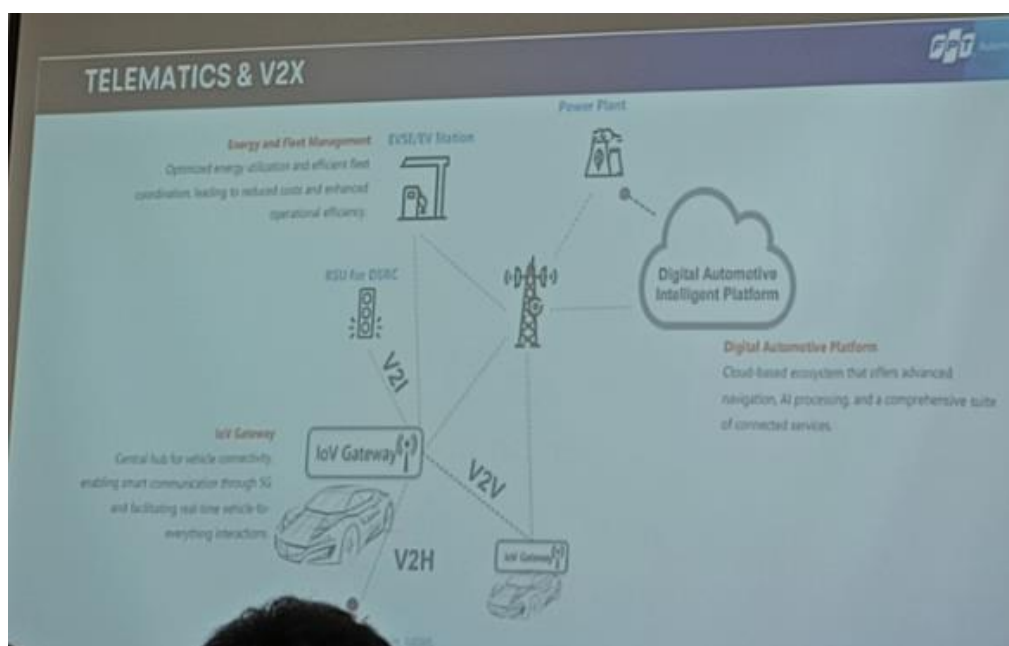 TELEMATICS & V2X
FPT
Energy and Fleet Management
Optimized energy utilization and efficient fleet
coordination, leading to reduced costs and enhanced
operational efficiency.
EVSE/EV Station
Power Plant
RSU for DSRC
Digital Automotive
Intelligent Platform
V2I
Digital Automotive Platform
Cloud-based ecosystem that offers advanced
navigation, AI processing, and a comprehensive suite
of connected services.
IoV Gateway
Central hub for vehicle connectivity,
enabling smart communication through 5G
and facilitating real-time vehicle-to-
everything interactions.
IoV Gateway
V2V
V2H
IoV Gateway